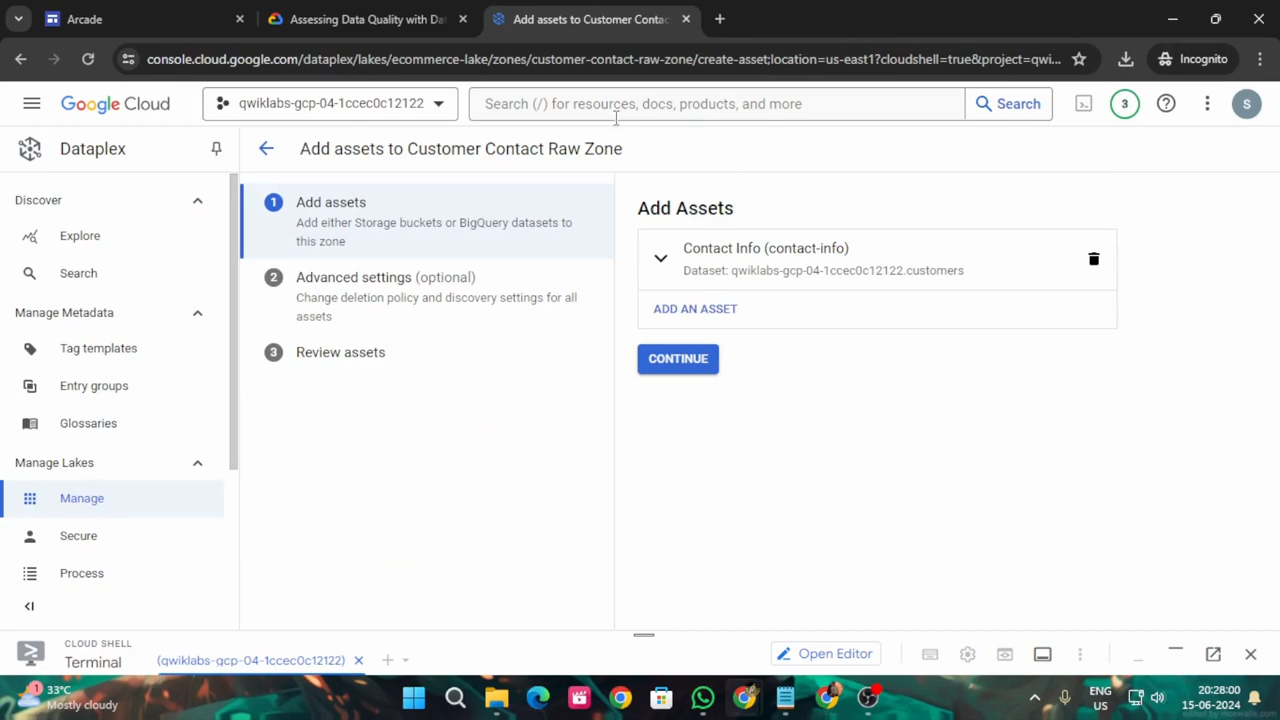 Arcade
Assessing Data Quality with Dat
Add assets to Customer Contac
console.cloud.google.com/dataplex/lakes/ecommerce-lake/zones/customer-contact-raw-zone/create-asset;location=us-east1?cloudshell=true&project=qwi...
Incognito
Google Cloud
qwiklabs-gcp-04-1ccec0c12122
Search (/) for resources, docs, products, and more
Search
3
S
Dataplex
Add assets to Customer Contact Raw Zone
Discover
Explore
Search
Manage Metadata
Tag templates
Entry groups
Glossaries
Manage Lakes
Manage
Secure
Process
1
Add assets
Add either Storage buckets or BigQuery datasets to
this zone
2
Advanced settings (optional)
Change deletion policy and discovery settings for all
assets
3
Review assets
Add Assets
Contact Info (contact-info)
Dataset: qwiklabs-gcp-04-1ccec0c12122.customers
ADD AN ASSET
CONTINUE
CLOUD SHELL
Terminal
(qwiklabs-gcp-04-1ccec0c12122)
Open Editor
1
33°C
Mostly cloudy
ENG
US
20:28:00
15-06-2024